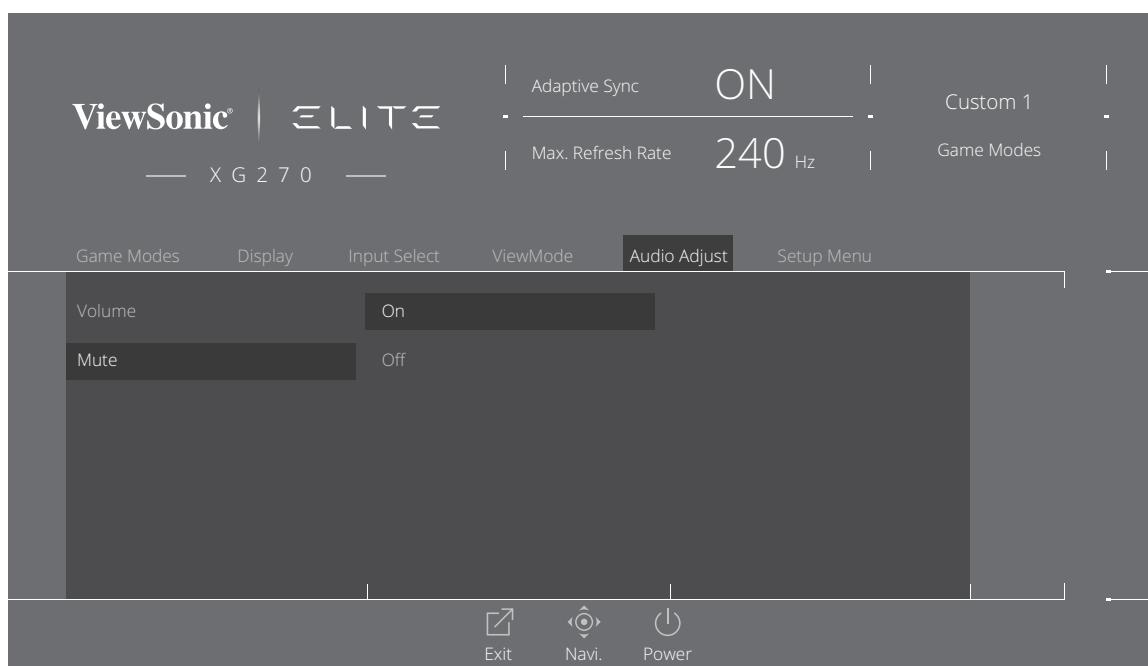 ViewSonic® ELITE
XG270
Adaptive Sync ON
Max. Refresh Rate 240 Hz
Custom 1
Game Modes
Game Modes Display Input Select ViewMode Audio Adjust Setup Menu
Volume On
Mute Off
Exit Navi. Power